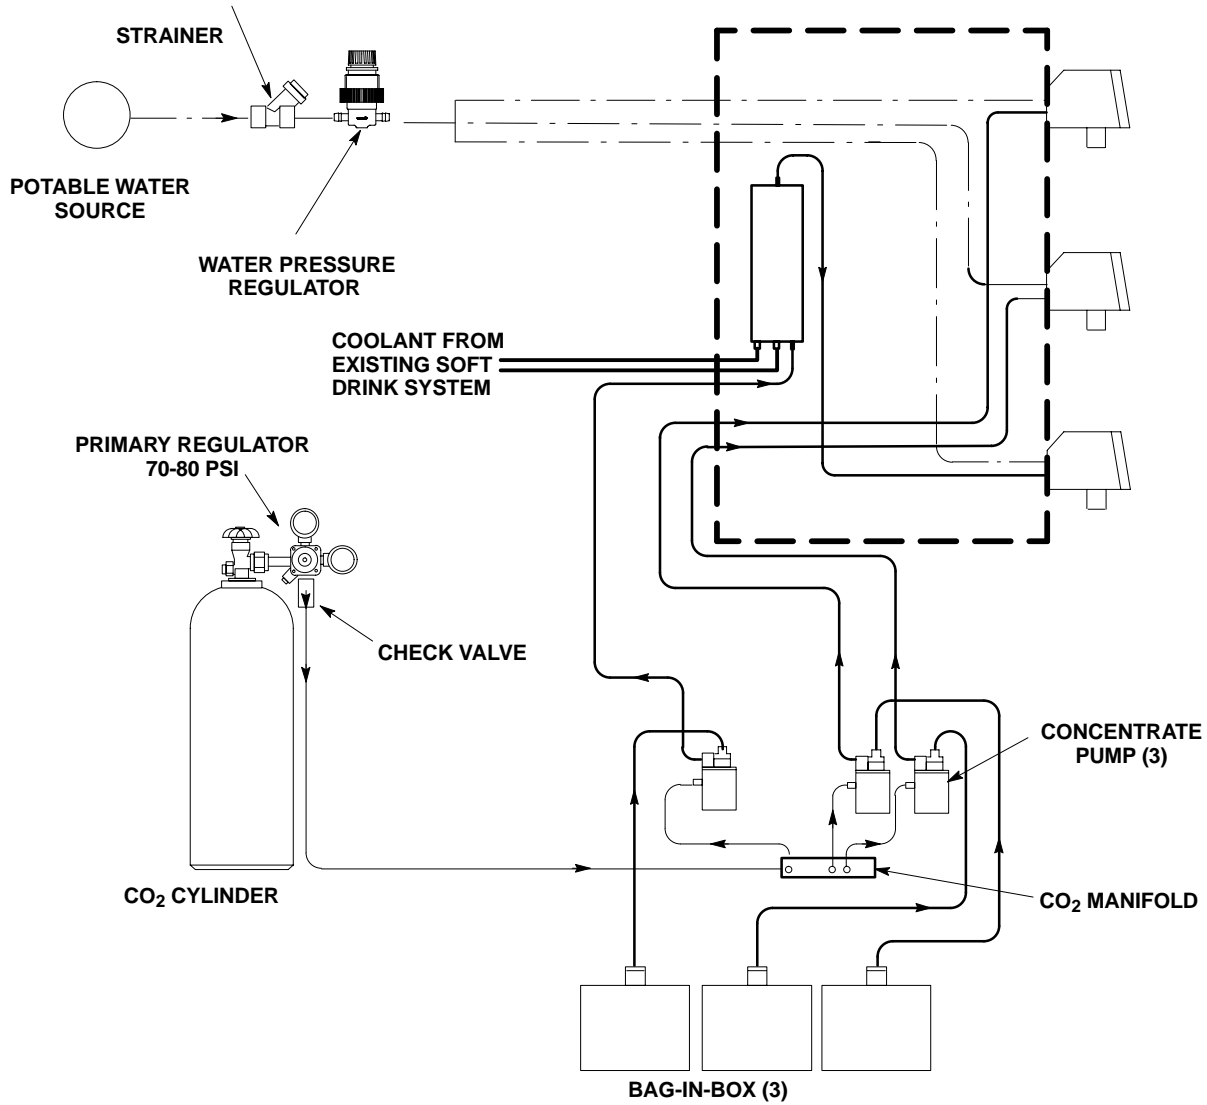 STRAINER
POTABLE WATER
SOURCE
WATER PRESSURE
REGULATOR
COOLANT FROM
EXISTING SOFT
DRINK SYSTEM
PRIMARY REGULATOR
70-80 PSI
CHECK VALVE
CONCENTRATE
PUMP (3)
CO2 CYLINDER
CO2 MANIFOLD
BAG-IN-BOX (3)